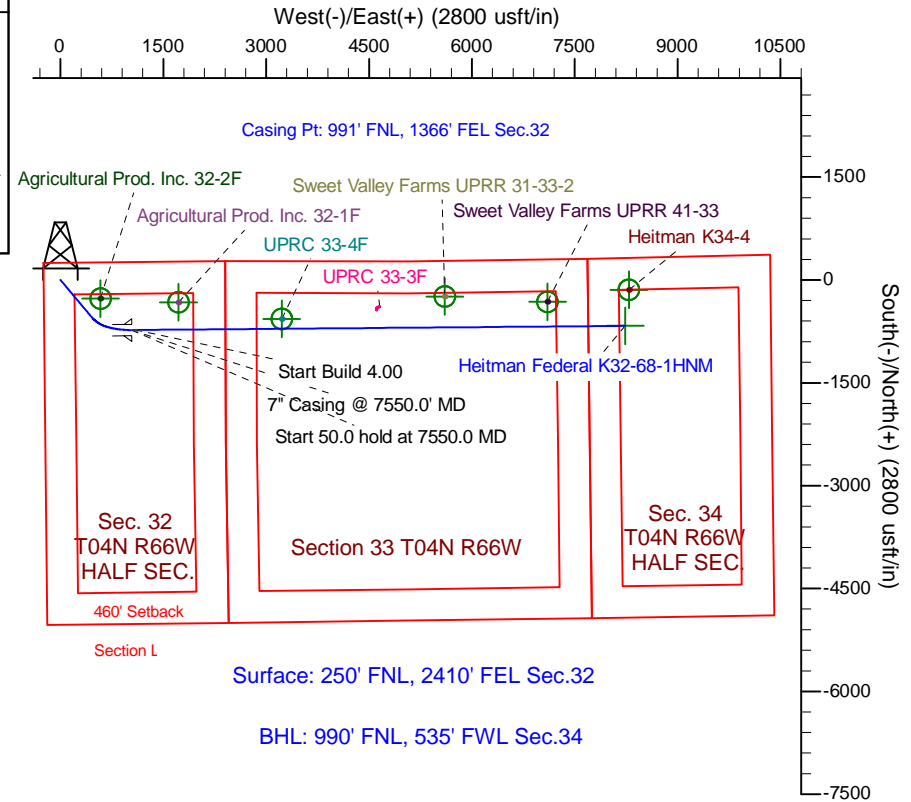 West(-)/East(+) (2800 usft/in)
0 1500 3000 4500 6000 7500 9000 10500
Casing Pt: 991' FNL, 1366' FEL Sec.32
Agricultural Prod. Inc. 32-2F
Sweet Valley Farms UPRR 31-33-2
Agricultural Prod. Inc. 32-1F
Sweet Valley Farms UPRR 41-33
UPRC 33-4F
Heitman K34-4
UPRC 33-3F
Start Build 4.00
Heitman Federal K32-68-1HNM
7" Casing @ 7550.0' MD
Start 50.0 hold at 7550.0 MD
Sec. 32
T04N R66W
HALF SEC.
Section 33 T04N R66W
Sec. 34
T04N R66W
HALF SEC.
460' Setback
Section L
Surface: 250' FNL, 2410' FEL Sec.32
BHL: 990' FNL, 535' FWL Sec.34
1500
0
-1500
-3000
-4500
-6000
-7500
South(-)/North(+) (2800 usft/in)